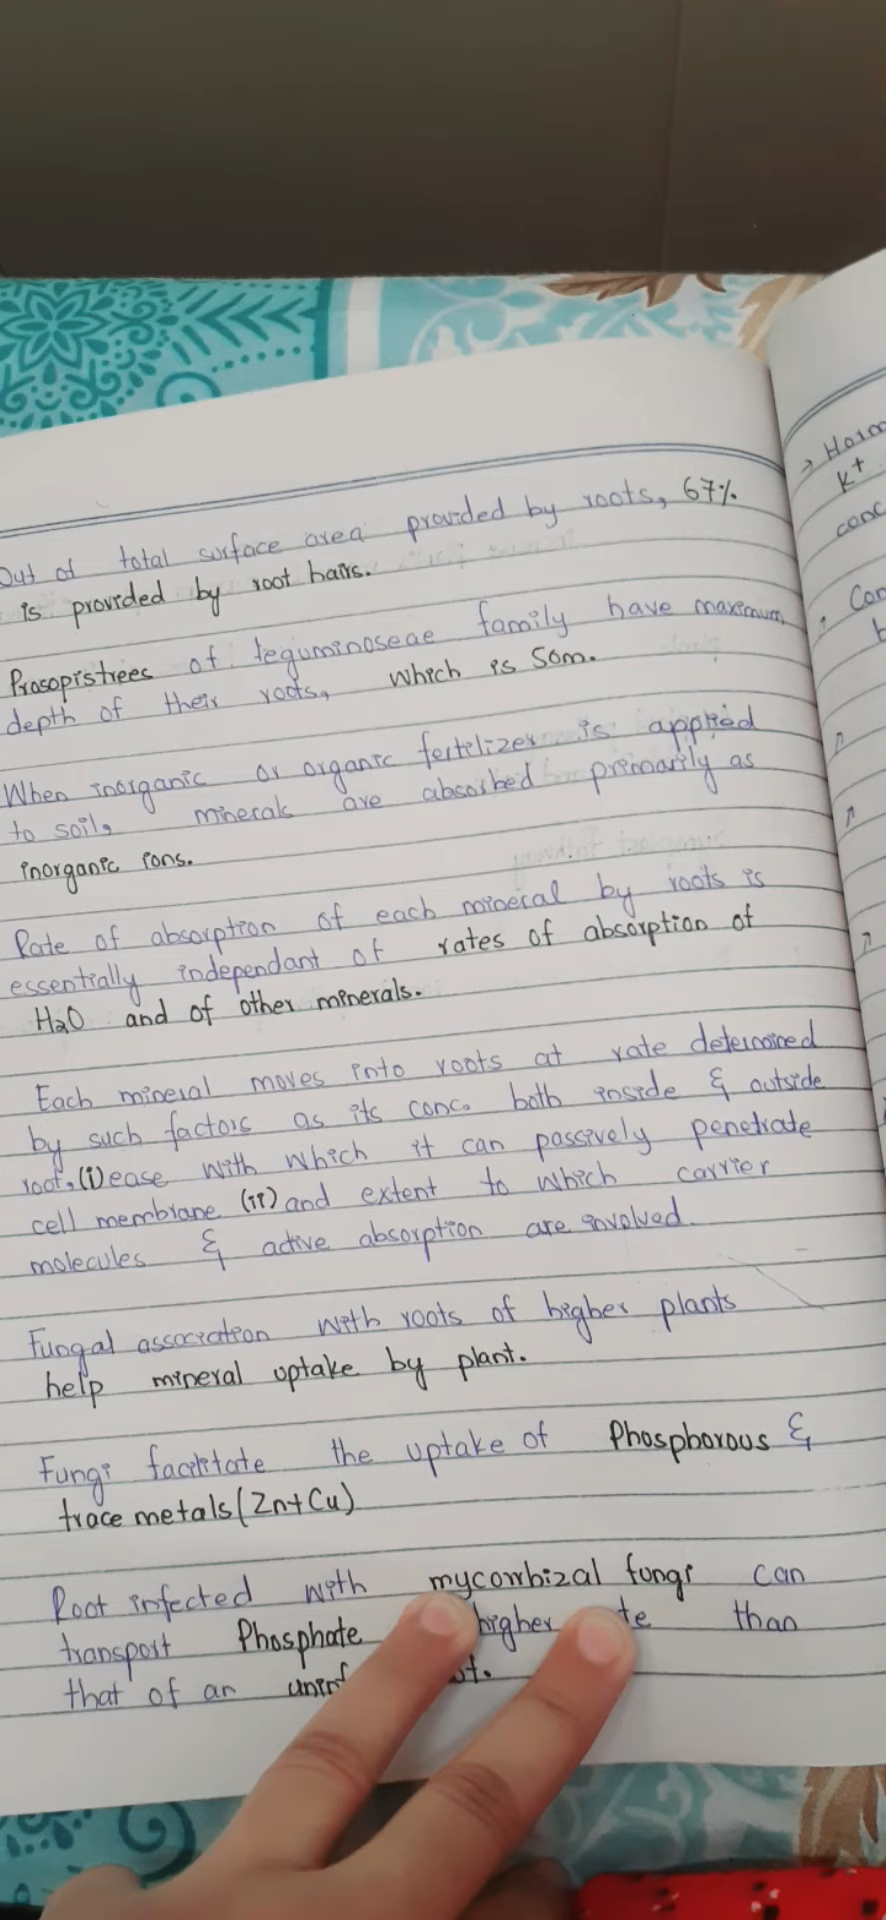 Out of total surface area provided by roots, 67%
is provided by root hairs.
Prosopistrees of leguminoseae family have maximum
depth of their roots, which is 50m.
When inorganic or organic fertilizer is applied
to soil, minerals are absorbed primarily as
inorganic ions.
Rate of absorption of each mineral by roots is
essentially independant of rates of absorption of
H2O and of other minerals.
Each mineral moves into roots at rate determined
by such factors as its conc. both inside & outside
root, (i) ease with which it can passively penetrate
cell membrane (ii) and extent to which carrier
molecules & active absorption are involved.
Fungal association with roots of higher plants
help mineral uptake by plant.
Fungi facilitate the uptake of Phosphorous &
trace metals (Zn+Cu)
Root infected with mycorrhizal fungi can
transport Phosphate higher than
that of an
→
K+
conc
Con